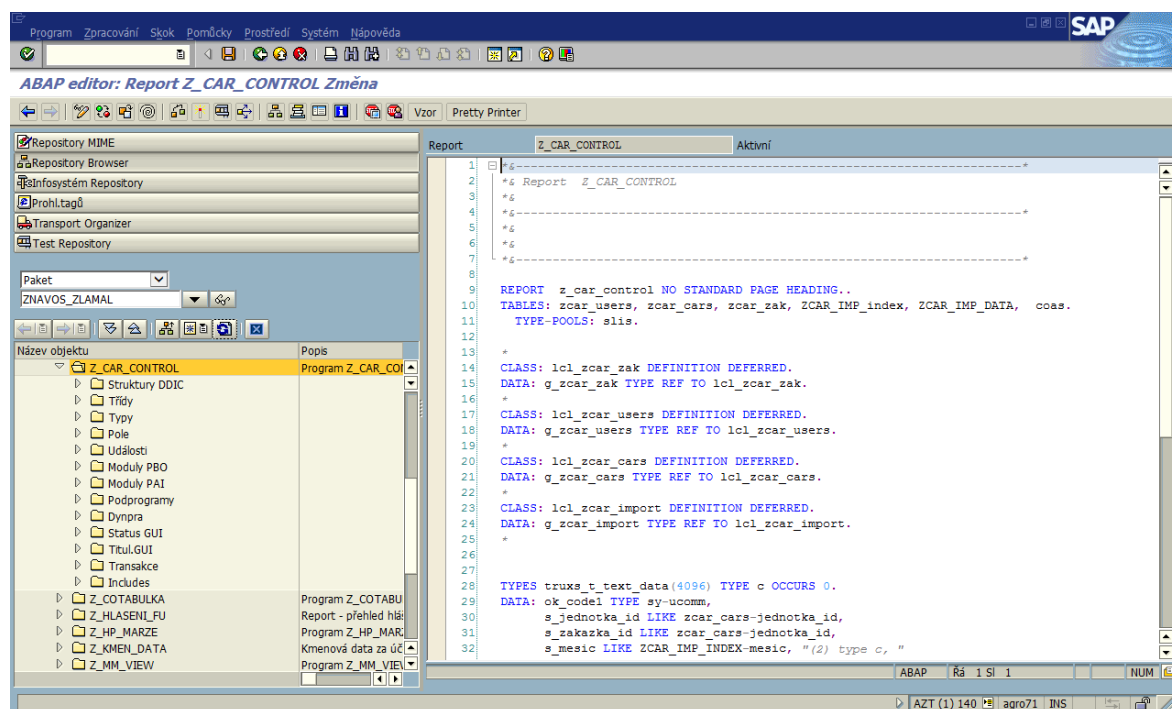 Program Zpracování Skok Pomůcky Prostředí Systém Nápověda
SAP
ABAP editor: Report Z_CAR_CONTROL Změna
Vzor Pretty Printer
Repository MIME
Repository Browser
Infosystém Repository
Prohl.tagů
Transport Organizer
Test Repository
Paket
ZNAVOS_ZLAMAL
Název objektu Popis
Z_CAR_CONTROL Program Z_CAR_CO
Struktury DDIC
Třídy
Typy
Pole
Události
Moduly PBO
Moduly PAI
Podprogramy
Dynpra
Status GUI
Titul.GUI
Transakce
Includes
Z_COTABULKA Program Z_COTABU
Z_HLASENI_FU Report - přehled hláš
Z_HP_MARZE Program Z_HP_MAR
Z_KMEN_DATA Kmenová data za úč
Z_MM_VIEW Program Z_MM_VIE
Report Z_CAR_CONTROL Aktivní
1 *&---------------------------------------------------------------------*
2 *& Report  Z_CAR_CONTROL
3 *&
4 *&---------------------------------------------------------------------*
5 *&
6 *&
7 *&---------------------------------------------------------------------*
8
9 REPORT  z_car_control NO STANDARD PAGE HEADING..
10 TABLES: zcar_users, zcar_cars, zcar_zak, ZCAR_IMP_index, ZCAR_IMP_DATA,  coas.
11   TYPE-POOLS: slis.
12
13 *
14 CLASS: lcl_zcar_zak DEFINITION DEFERRED.
15 DATA: g_zcar_zak TYPE REF TO lcl_zcar_zak.
16 *
17 CLASS: lcl_zcar_users DEFINITION DEFERRED.
18 DATA: g_zcar_users TYPE REF TO lcl_zcar_users.
19 *
20 CLASS: lcl_zcar_cars DEFINITION DEFERRED.
21 DATA: g_zcar_cars TYPE REF TO lcl_zcar_cars.
22 *
23 CLASS: lcl_zcar_import DEFINITION DEFERRED.
24 DATA: g_zcar_import TYPE REF TO lcl_zcar_import.
25 *
26
27
28 TYPES truxs_t_text_data(4096) TYPE c OCCURS 0.
29 DATA: ok_code1 TYPE sy-ucomm,
30       s_jednotka_id LIKE zcar_cars-jednotka_id,
31       s_zakazka_id LIKE zcar_cars-jednotka_id,
32       s_mesic LIKE ZCAR_IMP_INDEX-mesic, "(2) type c, "
ABAP Řá 1 Sl 1 NUM
AZT (1) 140 agro71 INS